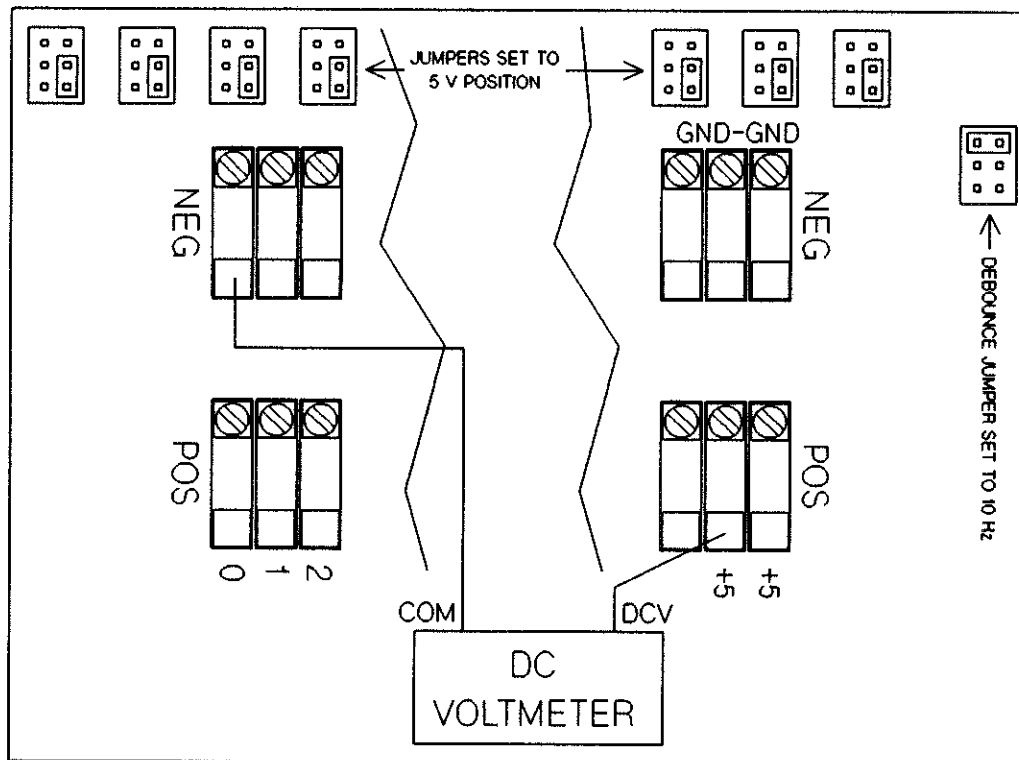 JUMPERS SET TO
5 V POSITION
GND-GND
NEG
NEG
DEBOUNCE JUMPER SET TO 10 Hz
POS
POS
0 1 2
+5 +5
COM
DCV
DC
VOLTMETER